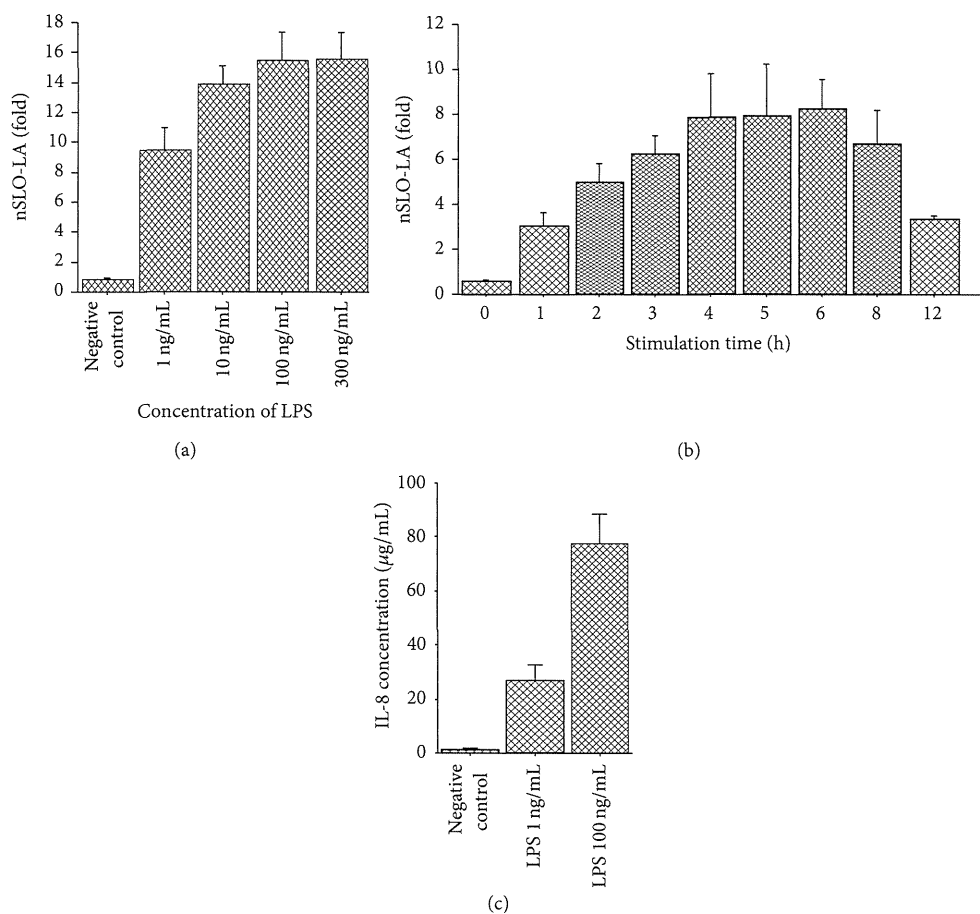 18
16
14
12
10
8
6
4
2
0
nSLO-LA (fold)
Negative
control
1 ng/mL
10 ng/mL
100 ng/mL
300 ng/mL
Concentration of LPS
(a)
12
10
8
6
4
2
0
nSLO-LA (fold)
0 1 2 3 4 5 6 8 12
Stimulation time (h)
(b)
100
80
60
40
20
0
IL-8 concentration (μg/mL)
Negative
control
LPS 1 ng/mL
LPS 100 ng/mL
(c)